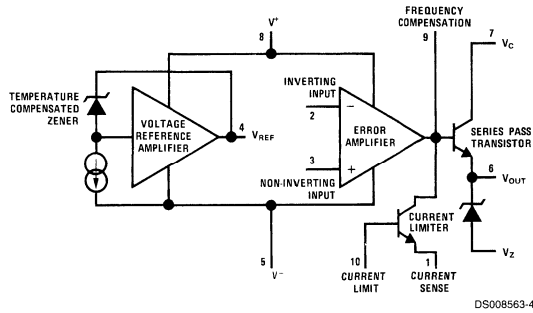 FREQUENCY
COMPENSATION
V+
8
9
7
VC
TEMPERATURE
COMPENSATED
ZENER
VOLTAGE
REFERENCE
AMPLIFIER
4
VREF
INVERTING
INPUT
2
−
ERROR
AMPLIFIER
SERIES PASS
TRANSISTOR
3
+
NON-INVERTING
INPUT
6
VOUT
CURRENT
LIMITER
5
V−
10
CURRENT
LIMIT
1
CURRENT
SENSE
VZ
DS008563-4